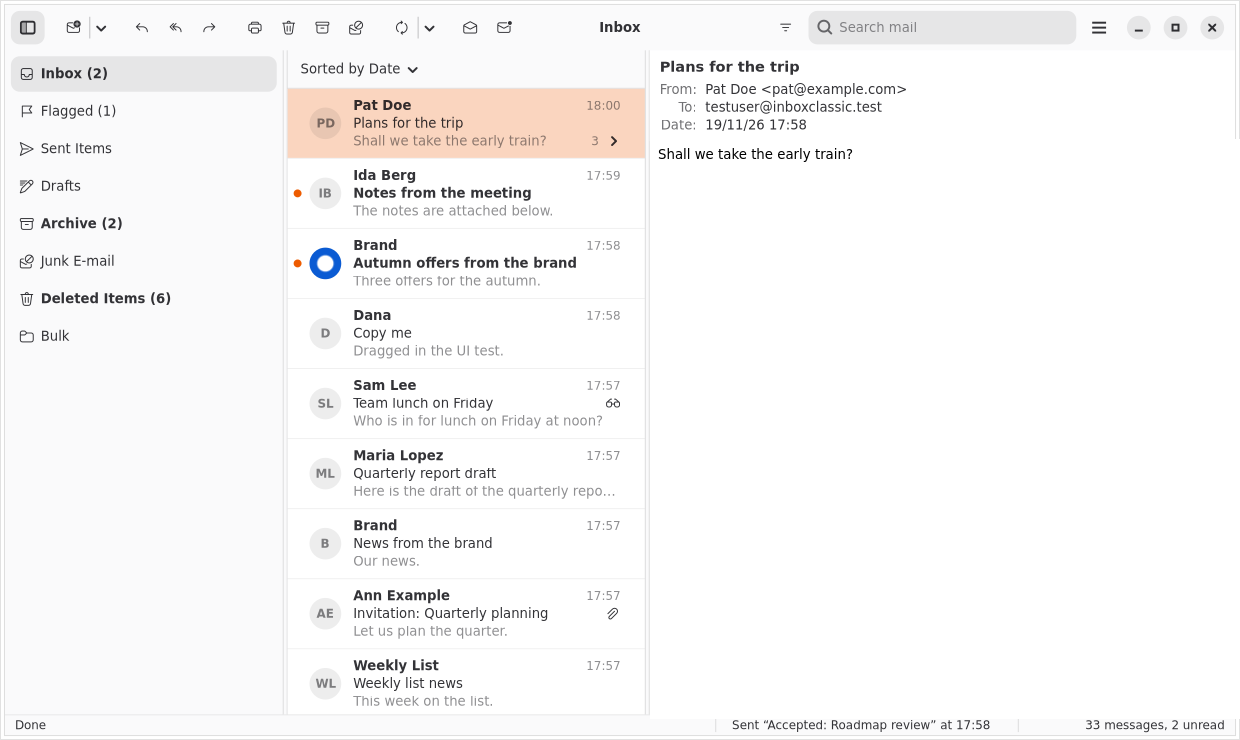 Inbox
Search mail
Inbox (2)
Flagged (1)
Sent Items
Drafts
Archive (2)
Junk E-mail
Deleted Items (6)
Bulk
Sorted by Date
PD
Pat Doe
18:00
Plans for the trip
Shall we take the early train?
3
IB
Ida Berg
17:59
Notes from the meeting
The notes are attached below.
Brand
17:58
Autumn offers from the brand
Three offers for the autumn.
D
Dana
17:58
Copy me
Dragged in the UI test.
SL
Sam Lee
17:57
Team lunch on Friday
Who is in for lunch on Friday at noon?
ML
Maria Lopez
17:57
Quarterly report draft
Here is the draft of the quarterly repo…
B
Brand
17:57
News from the brand
Our news.
AE
Ann Example
17:57
Invitation: Quarterly planning
Let us plan the quarter.
WL
Weekly List
17:57
Weekly list news
This week on the list.
Plans for the trip
From: Pat Doe <pat@example.com>
To: testuser@inboxclassic.test
Date: 19/11/26 17:58
Shall we take the early train?
Done
Sent “Accepted: Roadmap review” at 17:58
33 messages, 2 unread